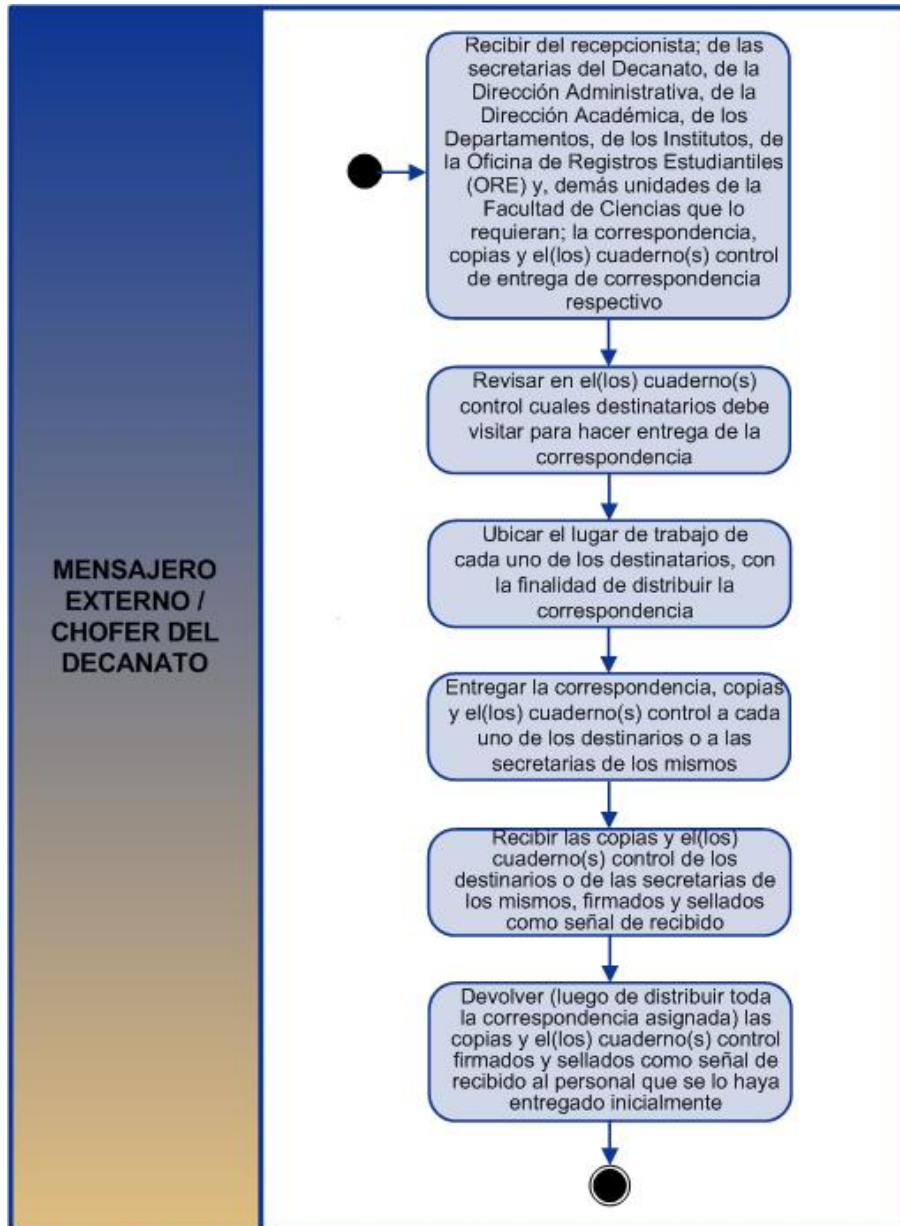 MENSAJERO
EXTERNO /
CHOFER DEL
DECANATO
Recibir del recepcionista; de las
secretarias del Decanato, de la
Dirección Administrativa, de la
Dirección Académica, de los
Departamentos, de los Institutos, de
la Oficina de Registros Estudiantiles
(ORE) y, demás unidades de la
Facultad de Ciencias que lo
requieran; la correspondencia,
copias y el(los) cuaderno(s) control
de entrega de correspondencia
respectivo
Revisar en el(los) cuaderno(s)
control cuales destinatarios debe
visitar para hacer entrega de la
correspondencia
Ubicar el lugar de trabajo de
cada uno de los destinatarios, con
la finalidad de distribuir la
correspondencia
Entregar la correspondencia, copias
y el(los) cuaderno(s) control a cada
uno de los destinarios o a las
secretarias de los mismos
Recibir las copias y el(los)
cuaderno(s) control de los
destinarios o de las secretarias de
los mismos, firmados y sellados
como señal de recibido
Devolver (luego de distribuir toda
la correspondencia asignada) las
copias y el(los) cuaderno(s) control
firmados y sellados como señal de
recibido al personal que se lo haya
entregado inicialmente